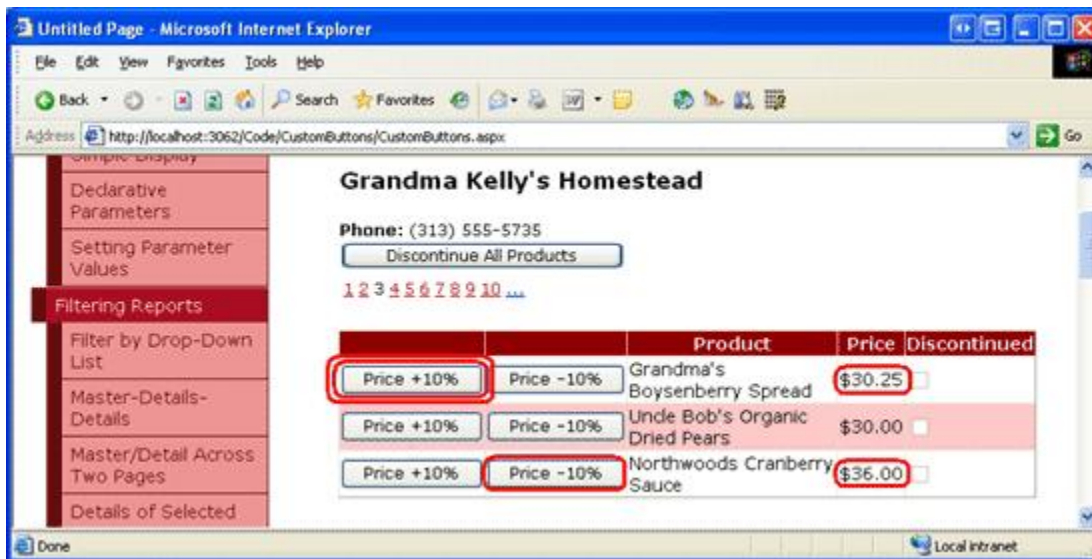 Untitled Page - Microsoft Internet Explorer
File Edit View Favorites Tools Help
Back Search Favorites
Address http://localhost:3062/Code/CustomButtons/CustomButtons.aspx Go
Simple Display
Declarative
Parameters
Setting Parameter
Values
Filtering Reports
Filter by Drop-Down
List
Master-Details-
Details
Master/Detail Across
Two Pages
Details of Selected
Grandma Kelly's Homestead
Phone: (313) 555-5735
Discontinue All Products
1 2 3 4 5 6 7 8 9 10 ...
Product Price Discontinued
Price +10% Price -10% Grandma's
Boysenberry Spread $30.25
Price +10% Price -10% Uncle Bob's Organic
Dried Pears $30.00
Price +10% Price -10% Northwoods Cranberry
Sauce $36.00
Done Local intranet